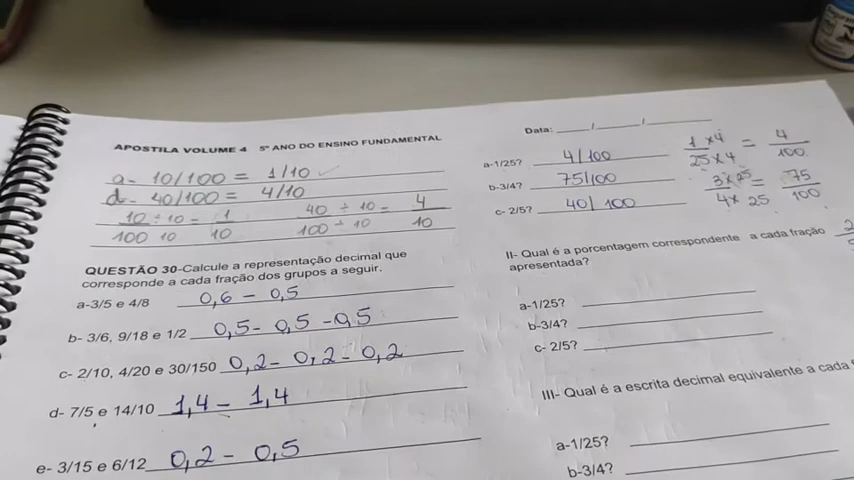 APOSTILA VOLUME 4 5º ANO DO ENSINO FUNDAMENTAL
a- 10/100 = 1/10
d- 40/100 = 4/10
10 ÷ 10 = 1 40 ÷ 10 = 4
100 10 10 100 ÷ 10 10
QUESTÃO 30-Calcule a representação decimal que
corresponde a cada fração dos grupos a seguir.
a-3/5 e 4/8 0,6 - 0,5
b- 3/6, 9/18 e 1/2 0,5- 0,5 -0,5
c- 2/10, 4/20 e 30/150 0,2- 0,2- 0,2
d- 7/5 e 14/10 1,4 - 1,4
e- 3/15 e 6/12 0,2 - 0,5
Data: ____/____/____
a-1/25? 4/100
b-3/4? 75/100
c- 2/5? 40/100
1 x4 = 4
25 x 4 100
3 x 25 = 75
4 x 25 100
II- Qual é a porcentagem correspondente a cada fração
apresentada?
a-1/25?
b-3/4?
c- 2/5?
III- Qual é a escrita decimal equivalente a cada
a-1/25?
b-3/4?